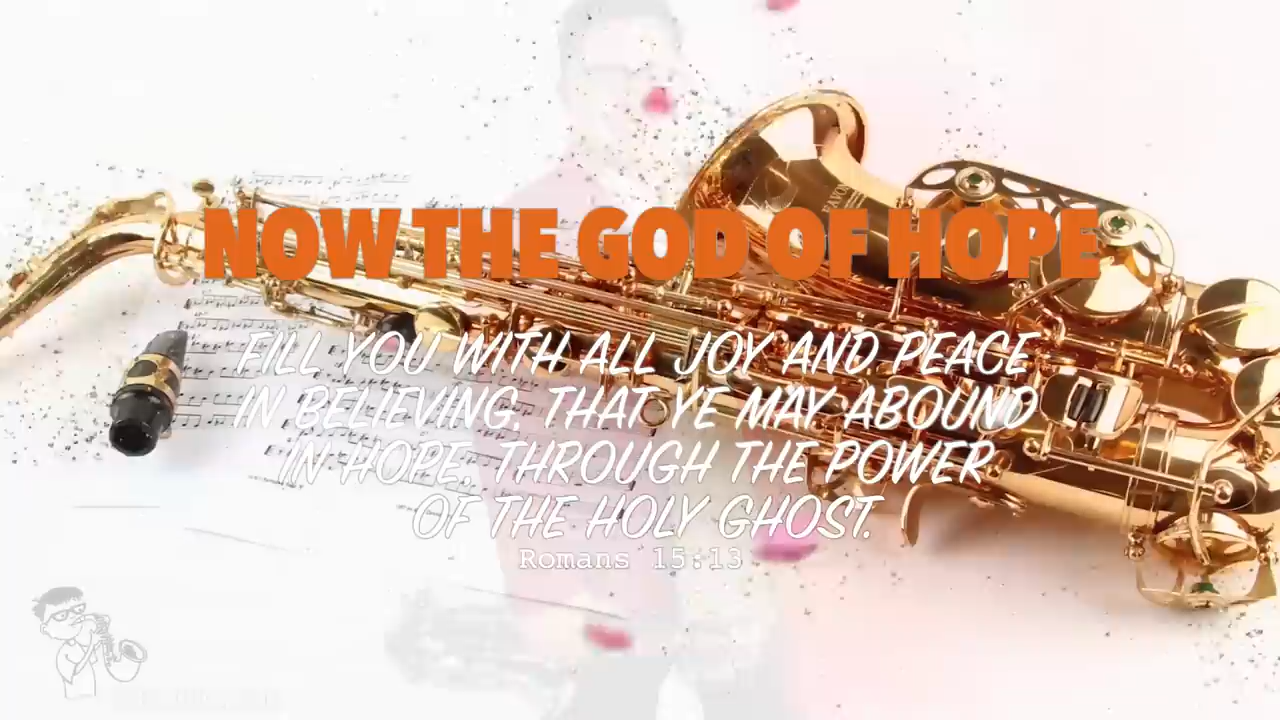 NOW THE GOD OF HOPE
FILL YOU WITH ALL JOY AND PEACE
IN BELIEVING, THAT YE MAY ABOUND
IN HOPE, THROUGH THE POWER
OF THE HOLY GHOST.
Romans 15:13